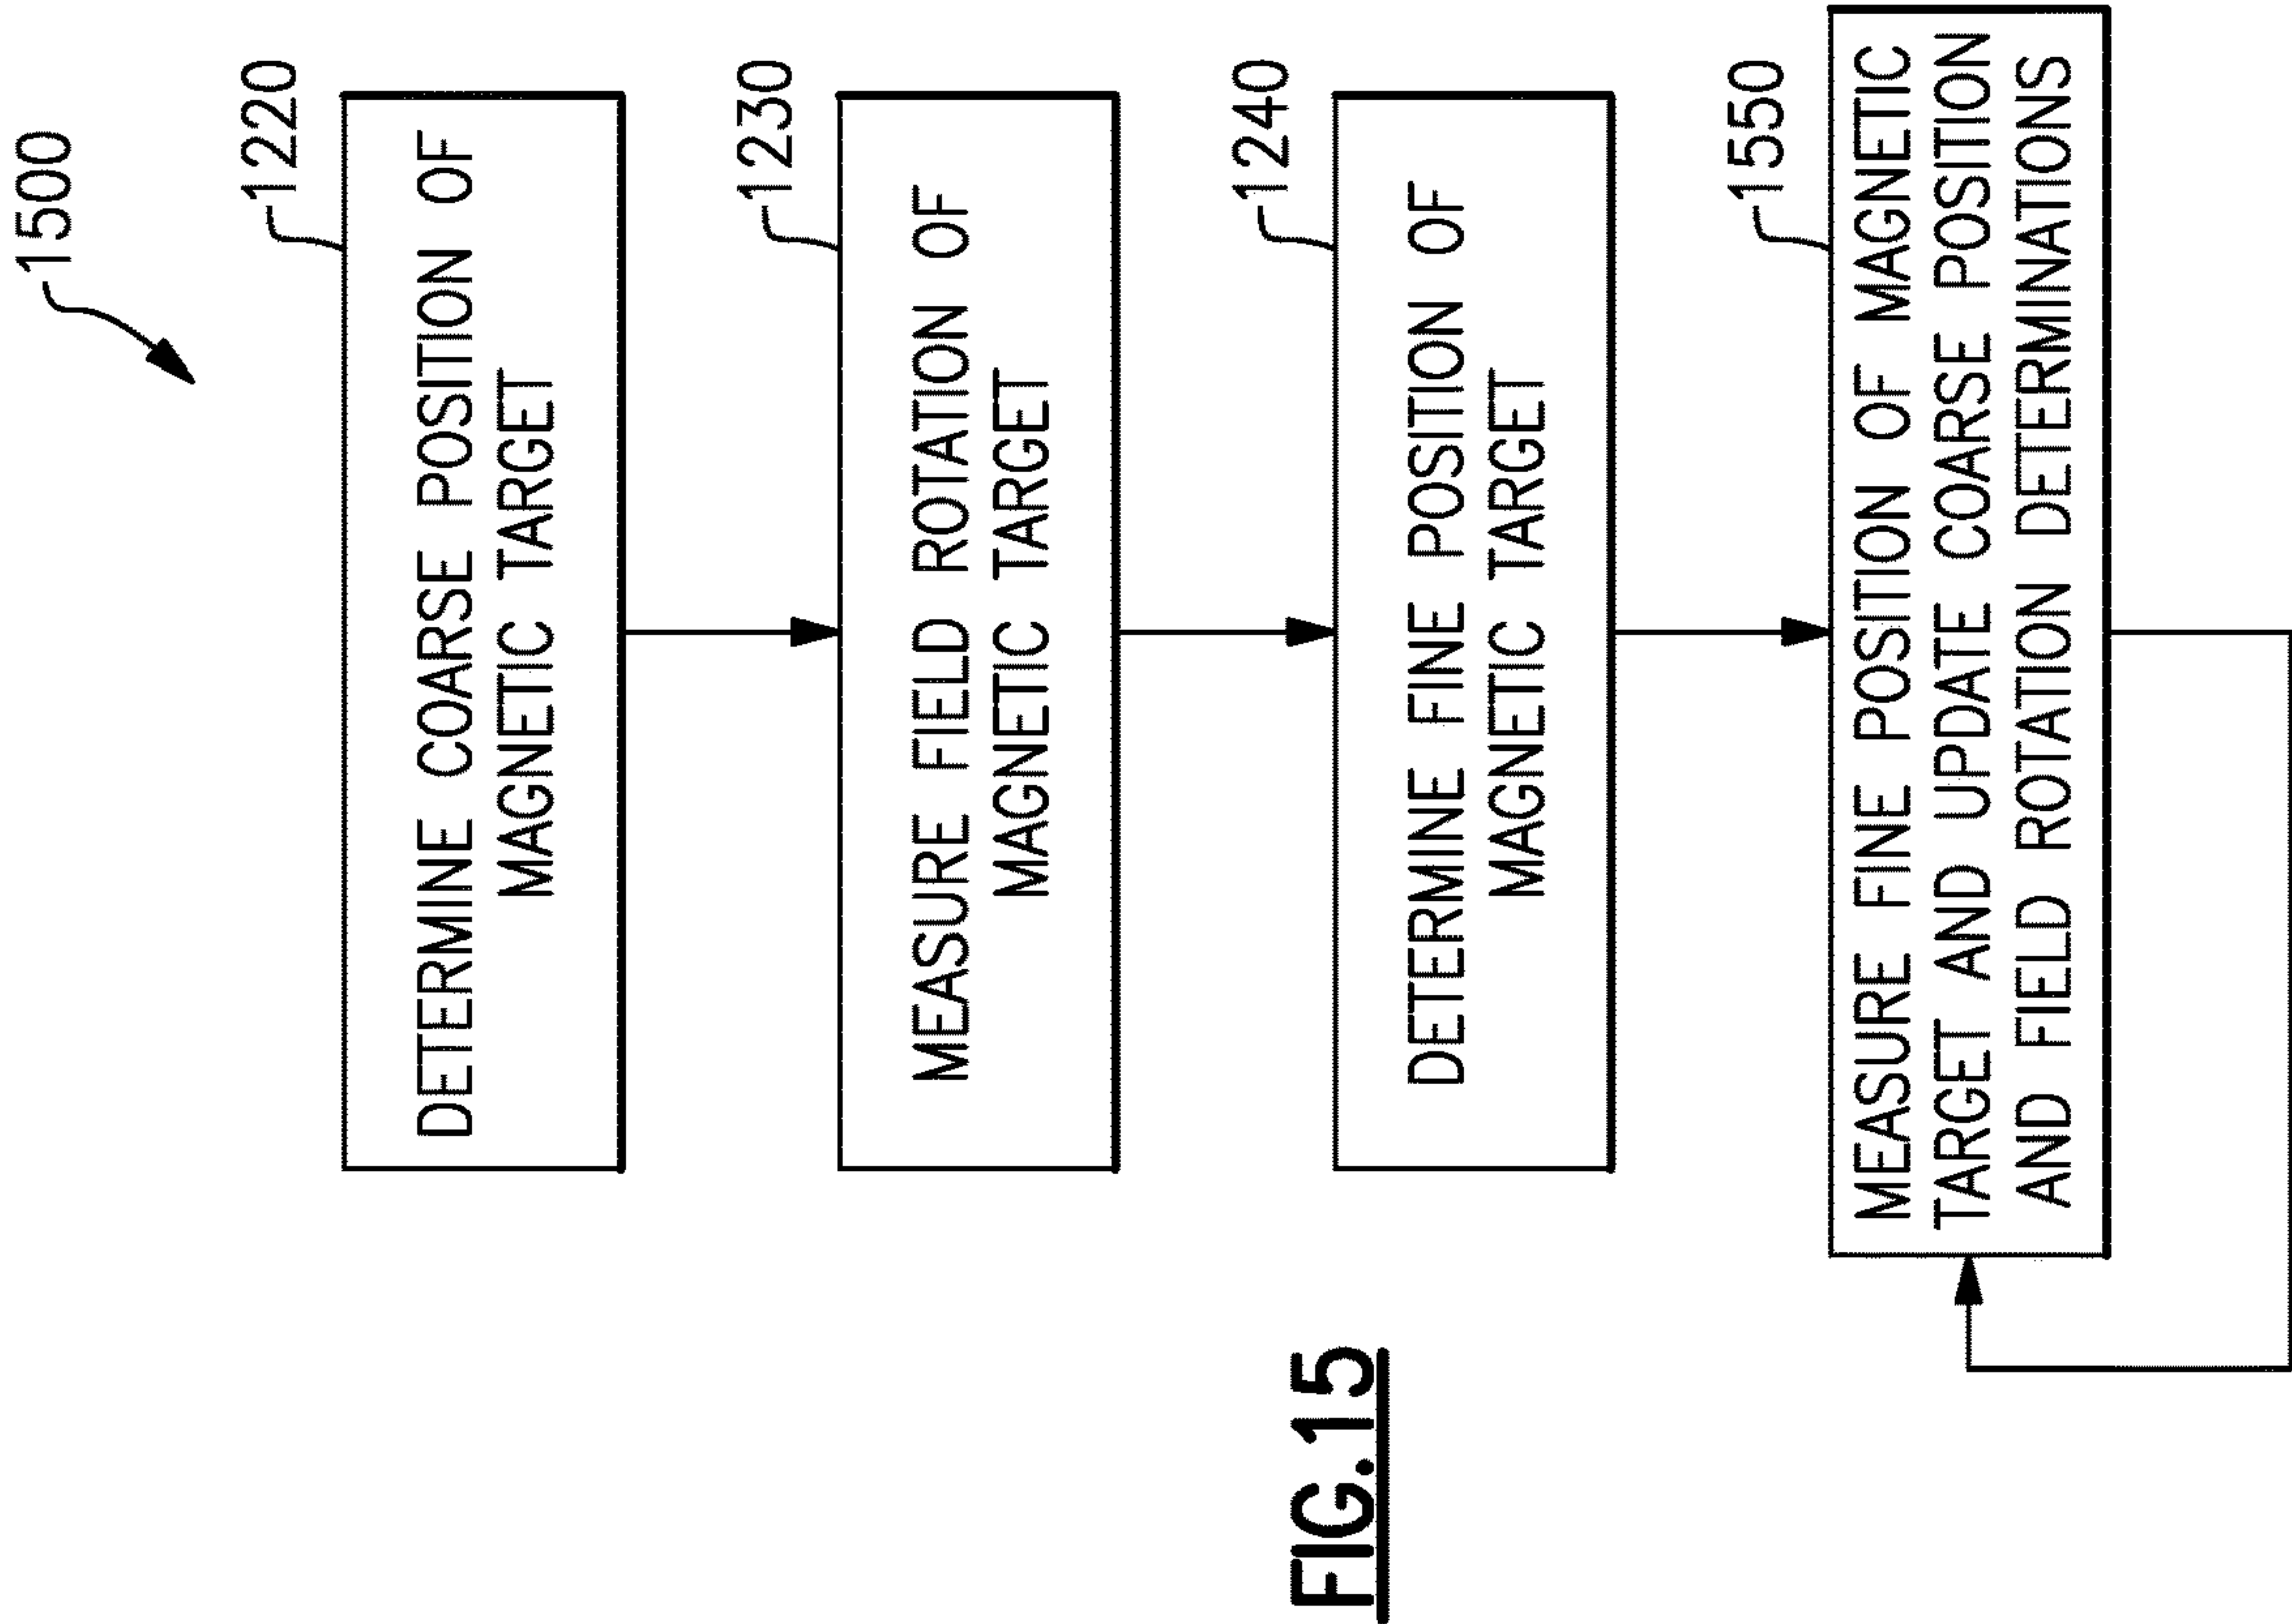 1500
1220
DETERMINE COARSE POSITION OF
MAGNETIC TARGET
1230
MEASURE FIELD ROTATION OF
MAGNETIC TARGET
1240
DETERMINE FINE POSITION OF
MAGNETIC TARGET
1550
MEASURE FINE POSITION OF MAGNETIC
TARGET AND UPDATE COARSE POSITION
AND FIELD ROTATION DETERMINATIONS
FIG.15